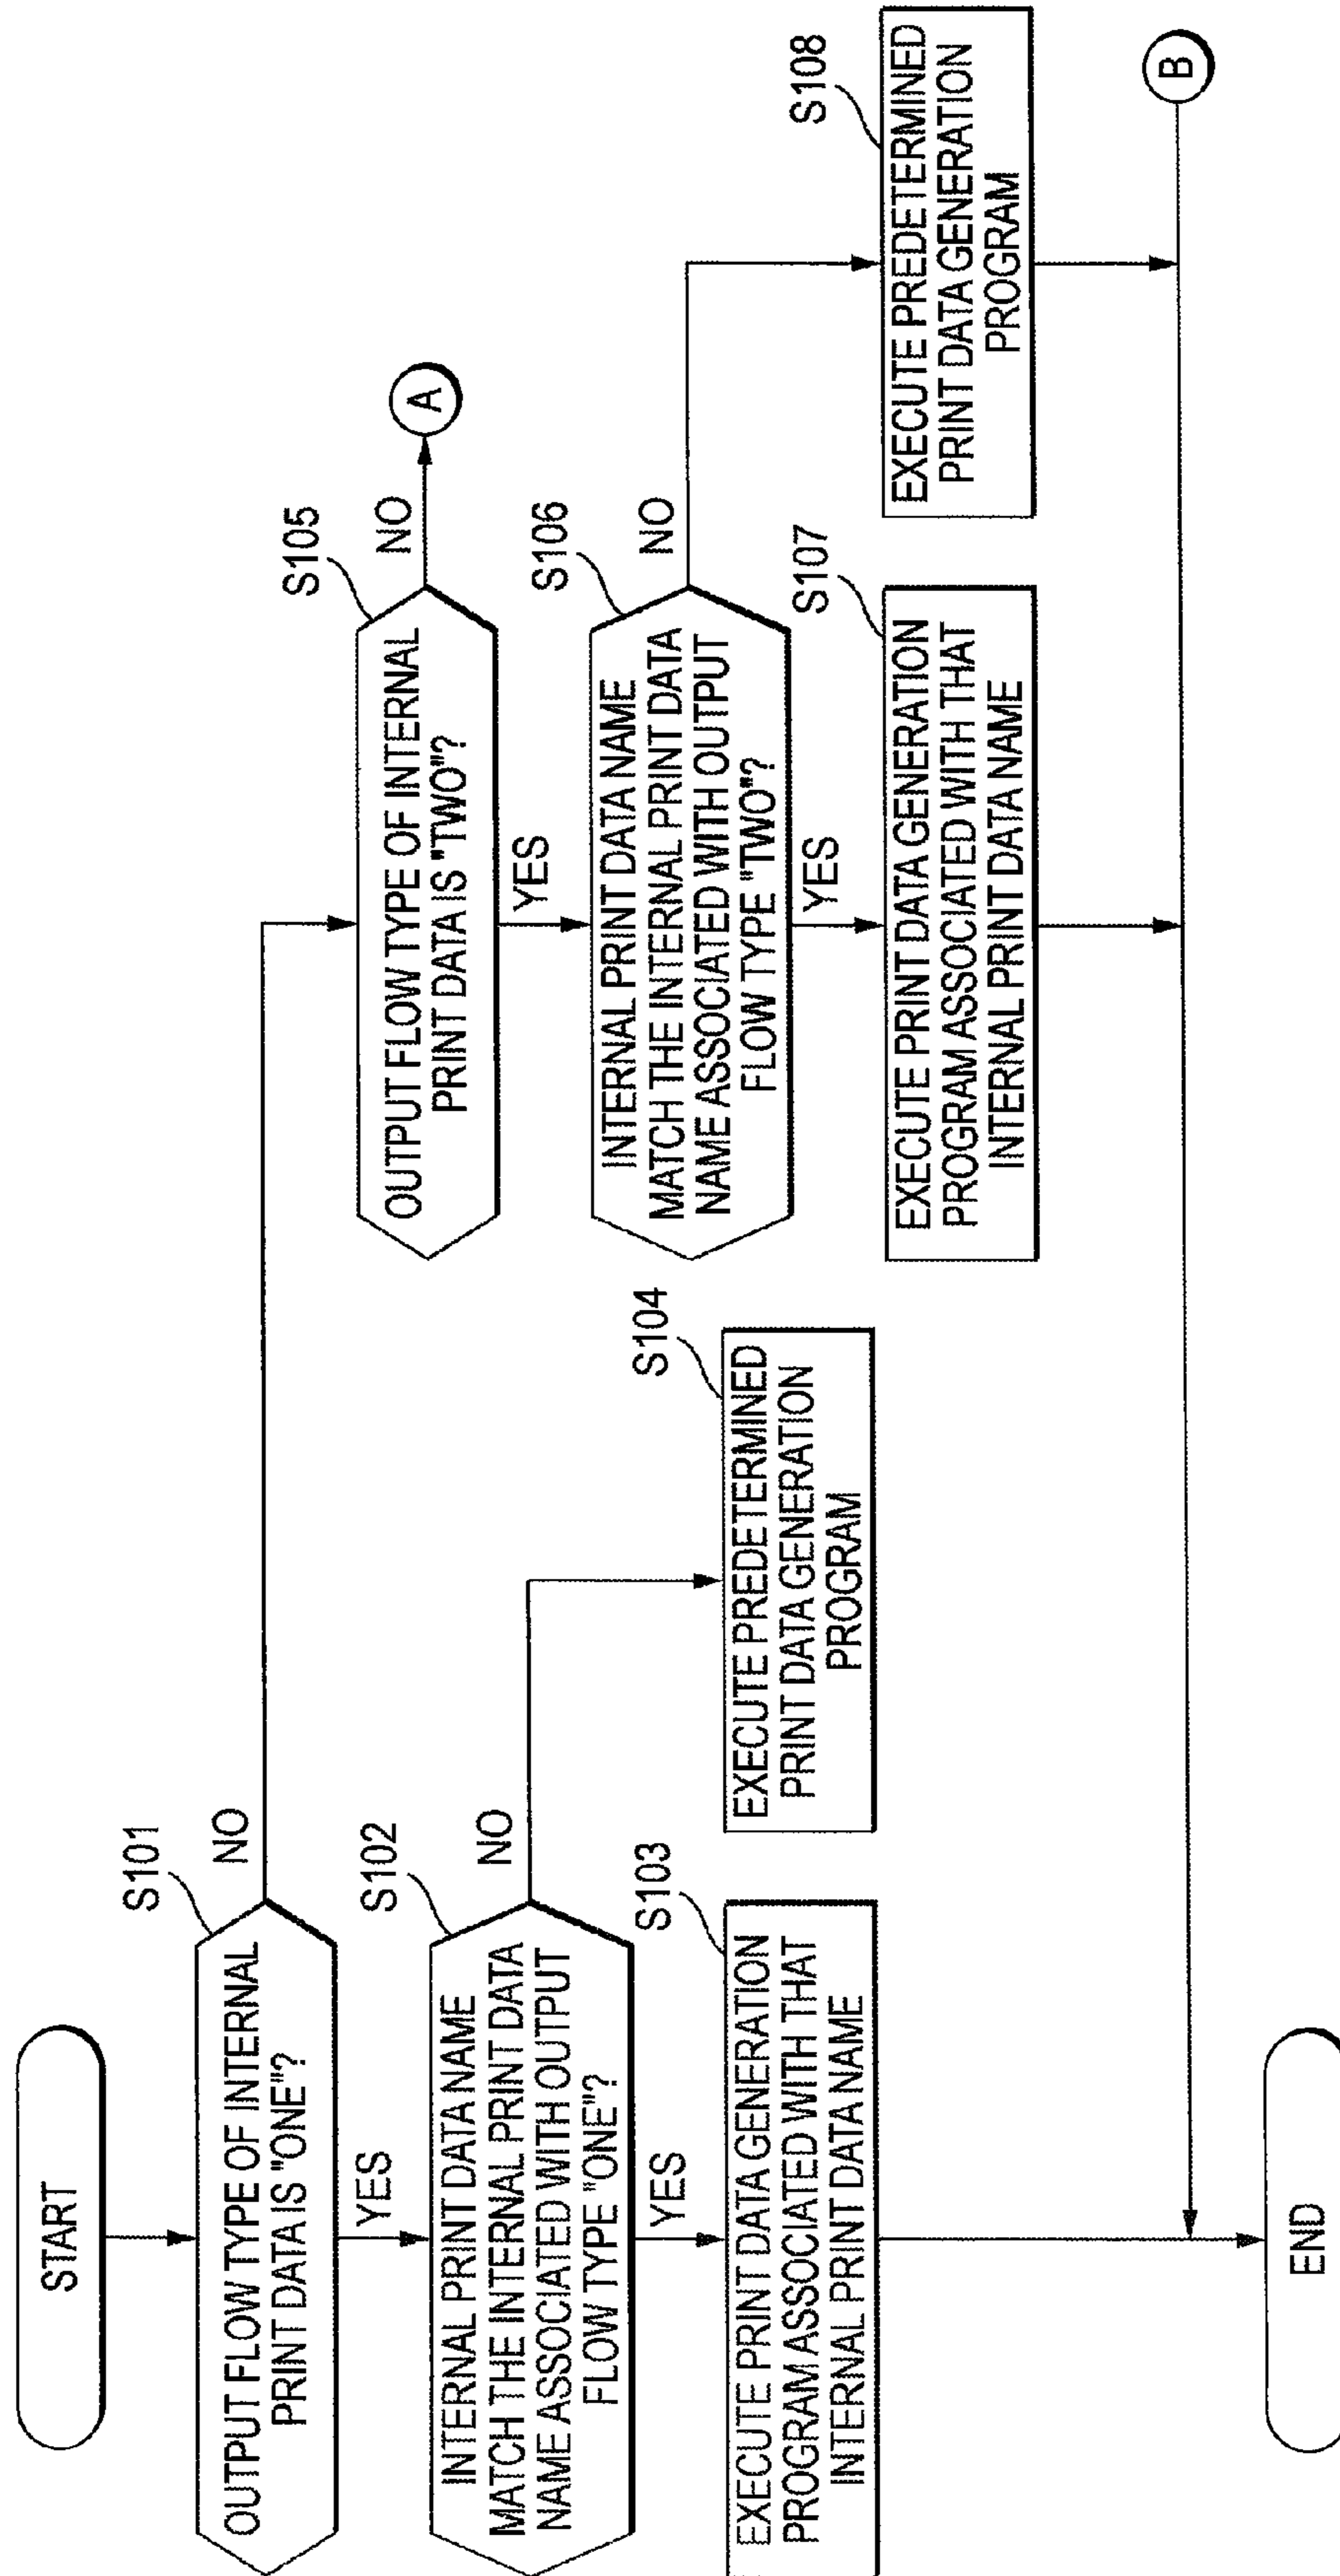 START
S101
OUTPUT FLOW TYPE OF INTERNAL
PRINT DATA IS "ONE"?
NO
YES
S102
INTERNAL PRINT DATA NAME
MATCH THE INTERNAL PRINT DATA
NAME ASSOCIATED WITH OUTPUT
FLOW TYPE "ONE"?
NO
YES
S103
EXECUTE PRINT DATA GENERATION
PROGRAM ASSOCIATED WITH THAT
INTERNAL PRINT DATA NAME
S104
EXECUTE PREDETERMINED
PRINT DATA GENERATION
PROGRAM
S105
OUTPUT FLOW TYPE OF INTERNAL
PRINT DATA IS "TWO"?
NO
A
YES
S106
INTERNAL PRINT DATA NAME
MATCH THE INTERNAL PRINT DATA
NAME ASSOCIATED WITH OUTPUT
FLOW TYPE "TWO"?
NO
YES
S107
EXECUTE PRINT DATA GENERATION
PROGRAM ASSOCIATED WITH THAT
INTERNAL PRINT DATA NAME
S108
EXECUTE PREDETERMINED
PRINT DATA GENERATION
PROGRAM
B
END